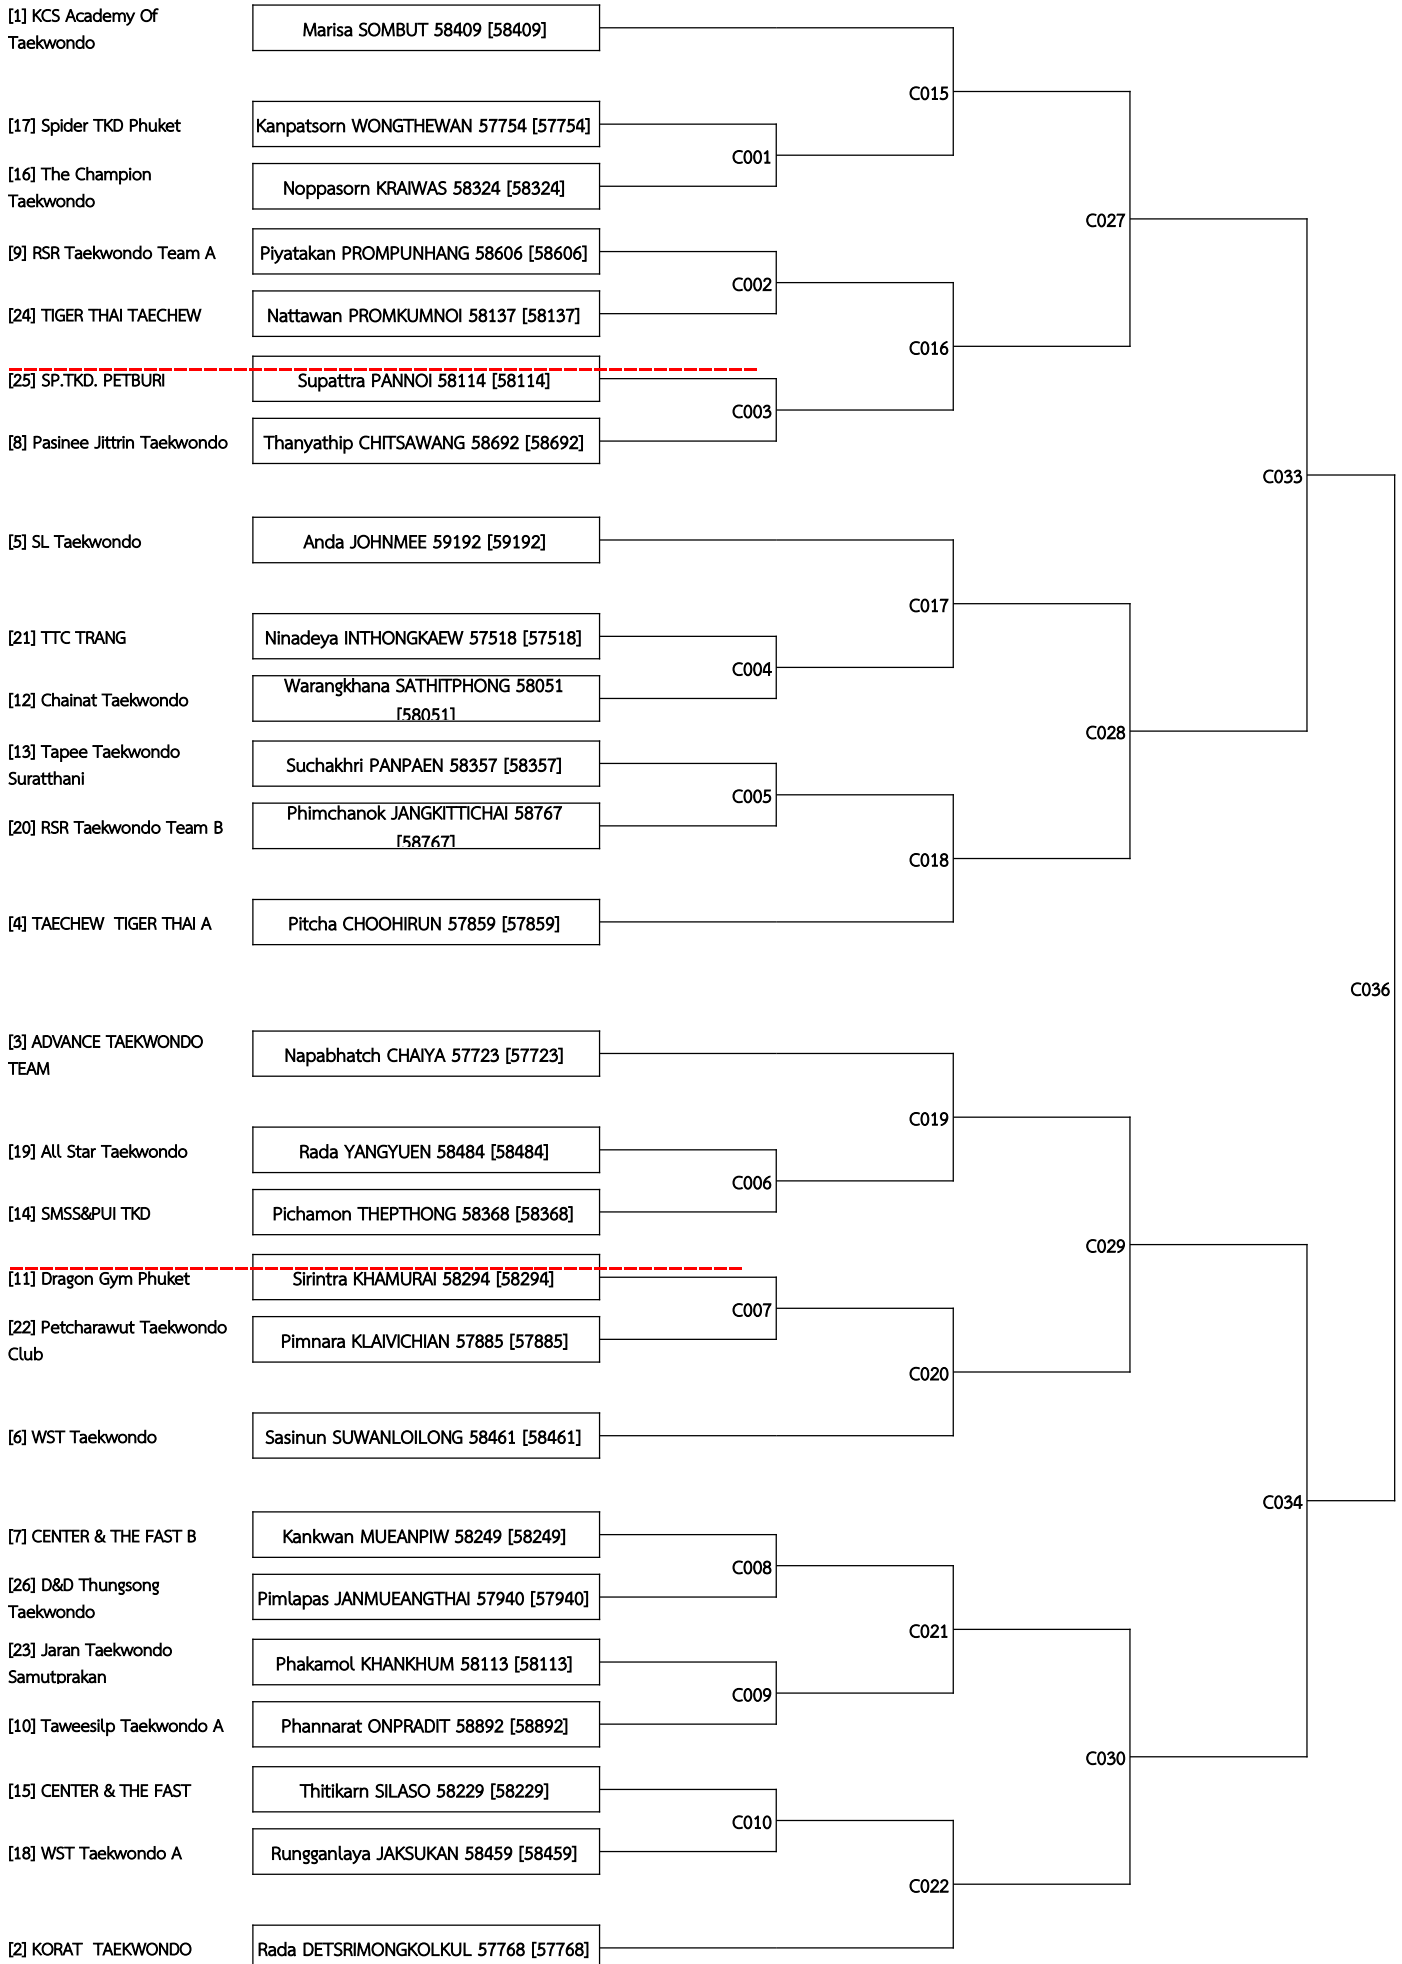 [1] KCS Academy Of
Taekwondo
Marisa SOMBUT 58409 [58409]
C015
[17] Spider TKD Phuket
Kanpatsorn WONGTHEWAN 57754 [57754]
C001
[16] The Champion
Taekwondo
Noppasorn KRAIWAS 58324 [58324]
C027
[9] RSR Taekwondo Team A
Piyatakan PROMPUNHANG 58606 [58606]
C002
[24] TIGER THAI TAECHEW
Nattawan PROMKUMNOI 58137 [58137]
C016
[25] SP.TKD. PETBURI
Supattra PANNOI 58114 [58114]
C003
[8] Pasinee Jittrin Taekwondo
Thanyathip CHITSAWANG 58692 [58692]
C033
[5] SL Taekwondo
Anda JOHNMEE 59192 [59192]
C017
[21] TTC TRANG
Ninadeya INTHONGKAEW 57518 [57518]
C004
[12] Chainat Taekwondo
Warangkhana SATHITPHONG 58051
[58051]
C028
[13] Tapee Taekwondo
Suratthani
Suchakhri PANPAEN 58357 [58357]
C005
[20] RSR Taekwondo Team B
Phimchanok JANGKITTICHAI 58767
[58767]
C018
[4] TAECHEW  TIGER THAI A
Pitcha CHOOHIRUN 57859 [57859]
C036
[3] ADVANCE TAEKWONDO
TEAM
Napabhatch CHAIYA 57723 [57723]
C019
[19] All Star Taekwondo
Rada YANGYUEN 58484 [58484]
C006
[14] SMSS&PUI TKD
Pichamon THEPTHONG 58368 [58368]
C029
[11] Dragon Gym Phuket
Sirintra KHAMURAI 58294 [58294]
C007
[22] Petcharawut Taekwondo
Club
Pimnara KLAIVICHIAN 57885 [57885]
C020
[6] WST Taekwondo
Sasinun SUWANLOILONG 58461 [58461]
C034
[7] CENTER & THE FAST B
Kankwan MUEANPIW 58249 [58249]
C008
[26] D&D Thungsong
Taekwondo
Pimlapas JANMUEANGTHAI 57940 [57940]
C021
[23] Jaran Taekwondo
Samutprakan
Phakamol KHANKHUM 58113 [58113]
C009
[10] Taweesilp Taekwondo A
Phannarat ONPRADIT 58892 [58892]
C030
[15] CENTER & THE FAST
Thitikarn SILASO 58229 [58229]
C010
[18] WST Taekwondo A
Rungganlaya JAKSUKAN 58459 [58459]
C022
[2] KORAT  TAEKWONDO
Rada DETSRIMONGKOLKUL 57768 [57768]